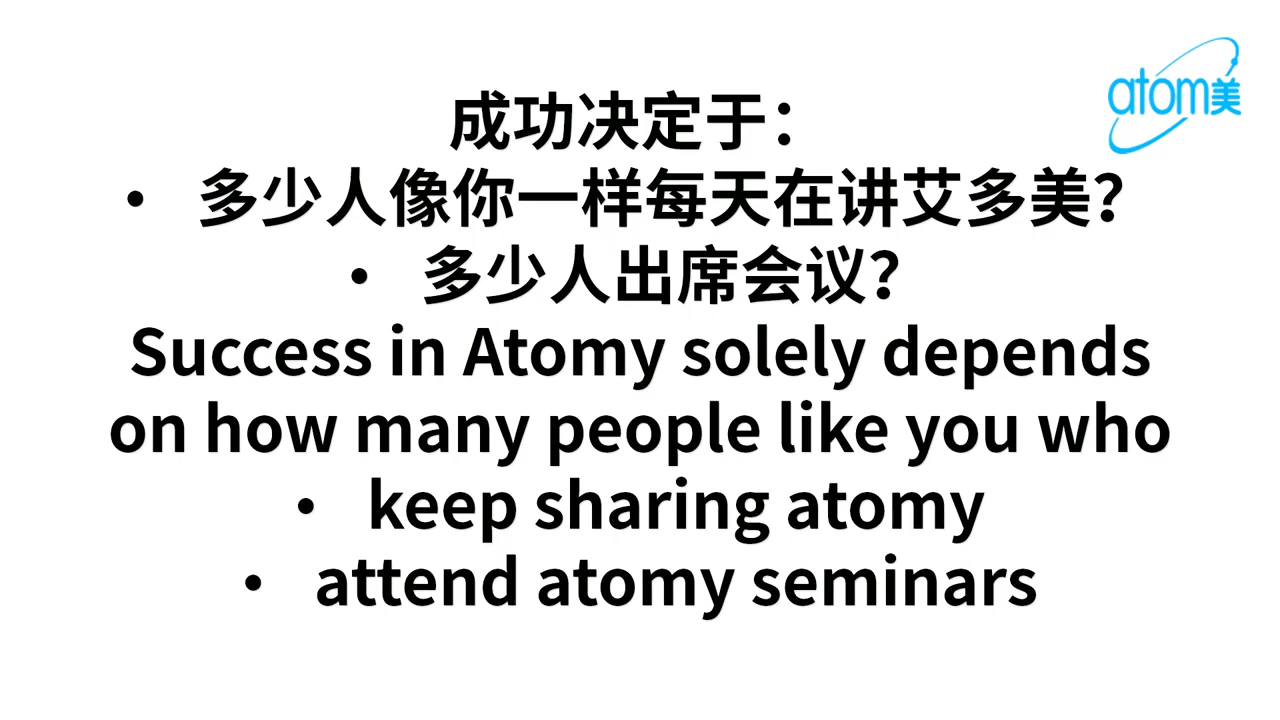 atom美
成功决定于：
• 多少人像你一样每天在讲艾多美？
• 多少人出席会议？
Success in Atomy solely depends
on how many people like you who
• keep sharing atomy
• attend atomy seminars